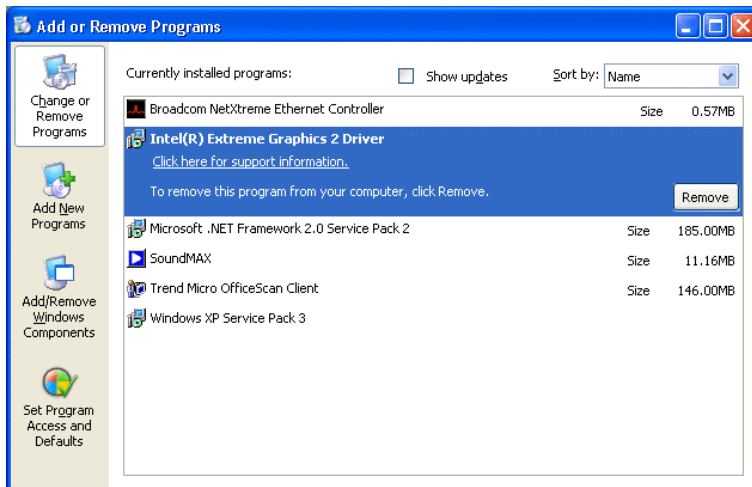 Add or Remove Programs
Change or
Remove
Programs
Add New
Programs
Add/Remove
Windows
Components
Set Program
Access and
Defaults
Currently installed programs:
Show updates
Sort by: Name
Broadcom NetXtreme Ethernet Controller Size 0.57MB
Intel(R) Extreme Graphics 2 Driver
Click here for support information.
To remove this program from your computer, click Remove.
Remove
Microsoft .NET Framework 2.0 Service Pack 2 Size 185.00MB
SoundMAX Size 11.16MB
Trend Micro OfficeScan Client Size 146.00MB
Windows XP Service Pack 3